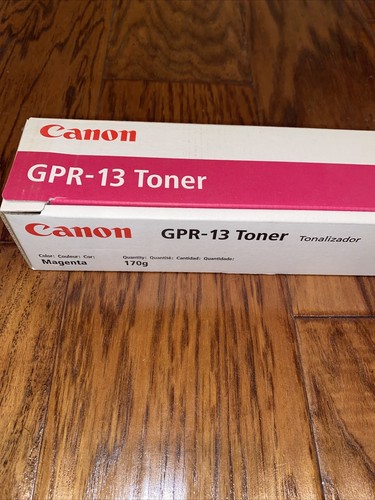 Canon
GPR-13 Toner
Canon GPR-13 Toner Tonalizador
Color: Couleur: Cor: Quantity: Quantité: Cantidad: Quantidade:
Magenta 170g